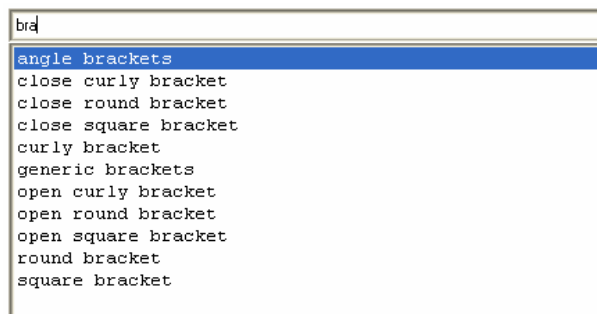 bra
angle brackets
close curly bracket
close round bracket
close square bracket
curly bracket
generic brackets
open curly bracket
open round bracket
open square bracket
round bracket
square bracket